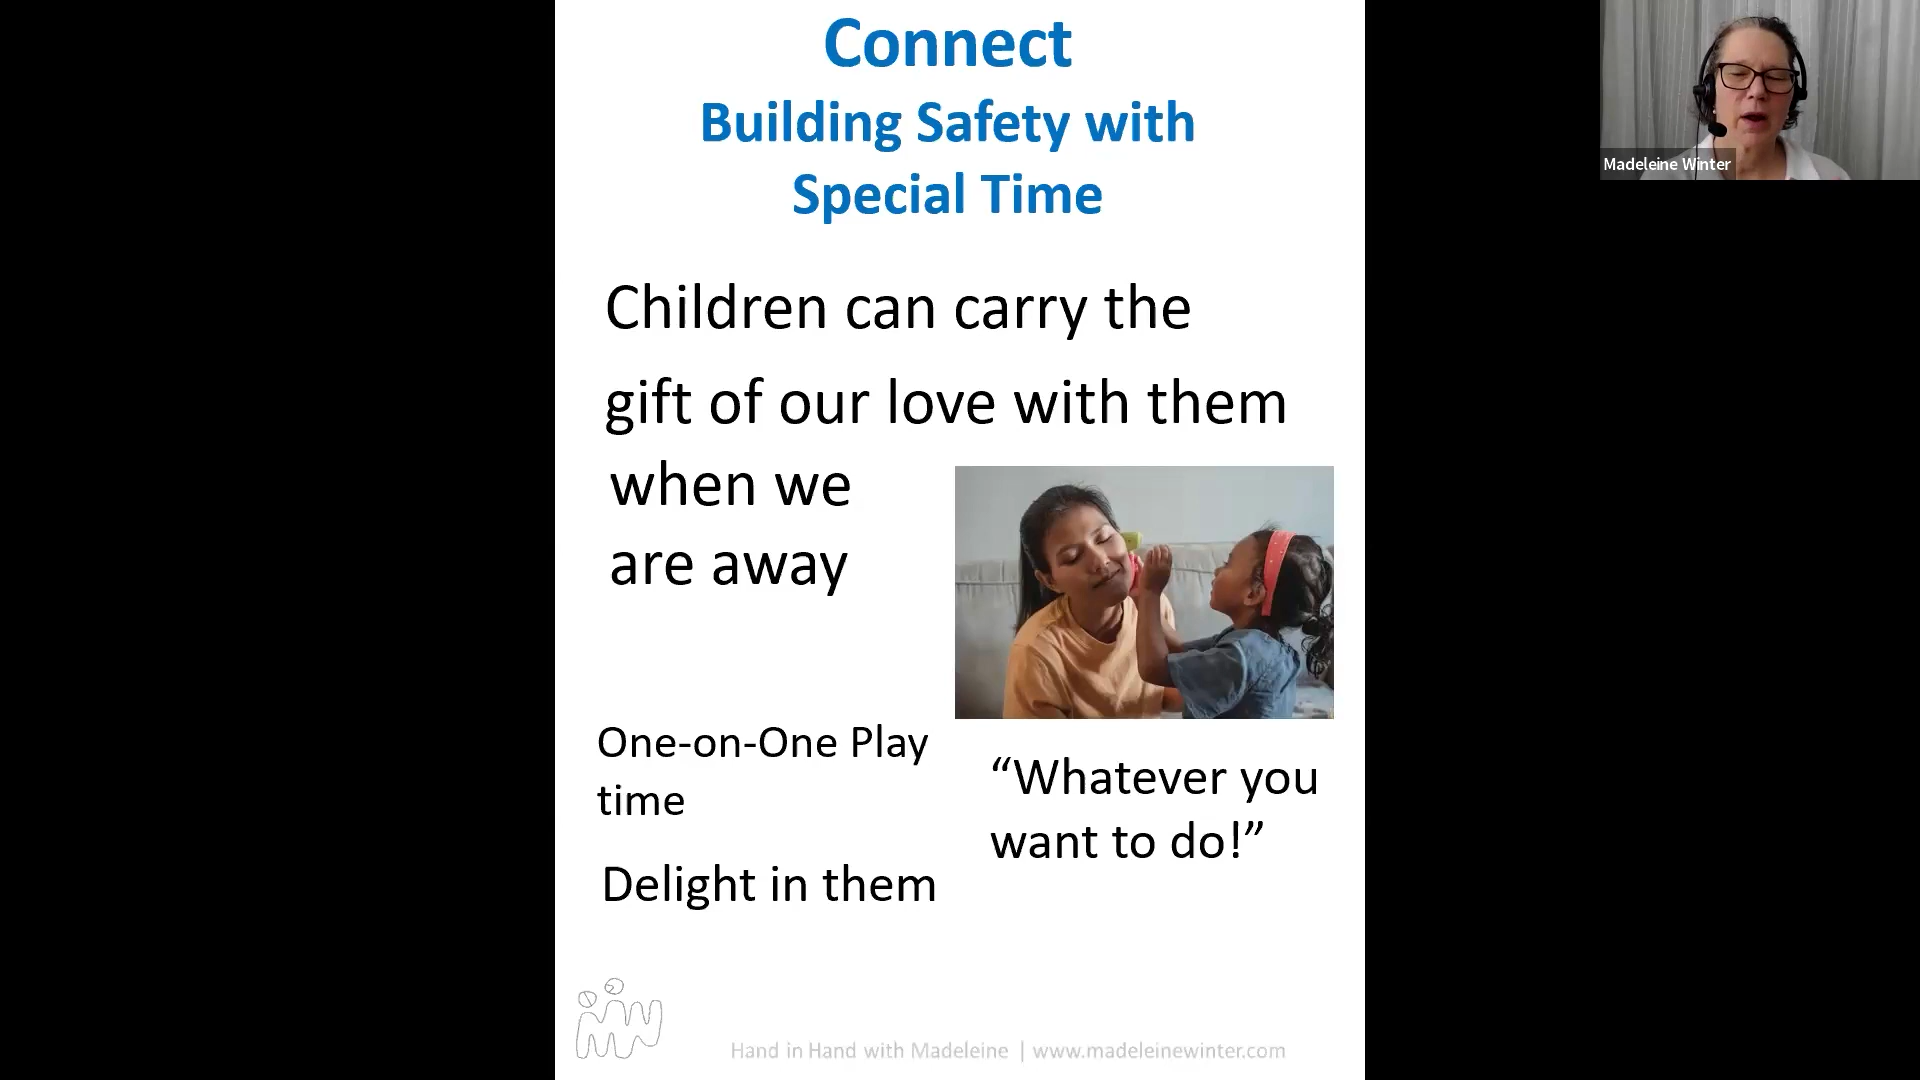 Connect
Building Safety with
Special Time
Children can carry the
gift of our love with them
when we
are away
One-on-One Play
time
Delight in them
“Whatever you
want to do!”
Hand in Hand with Madeleine | www.madeleinewinter.com
Madeleine Winter